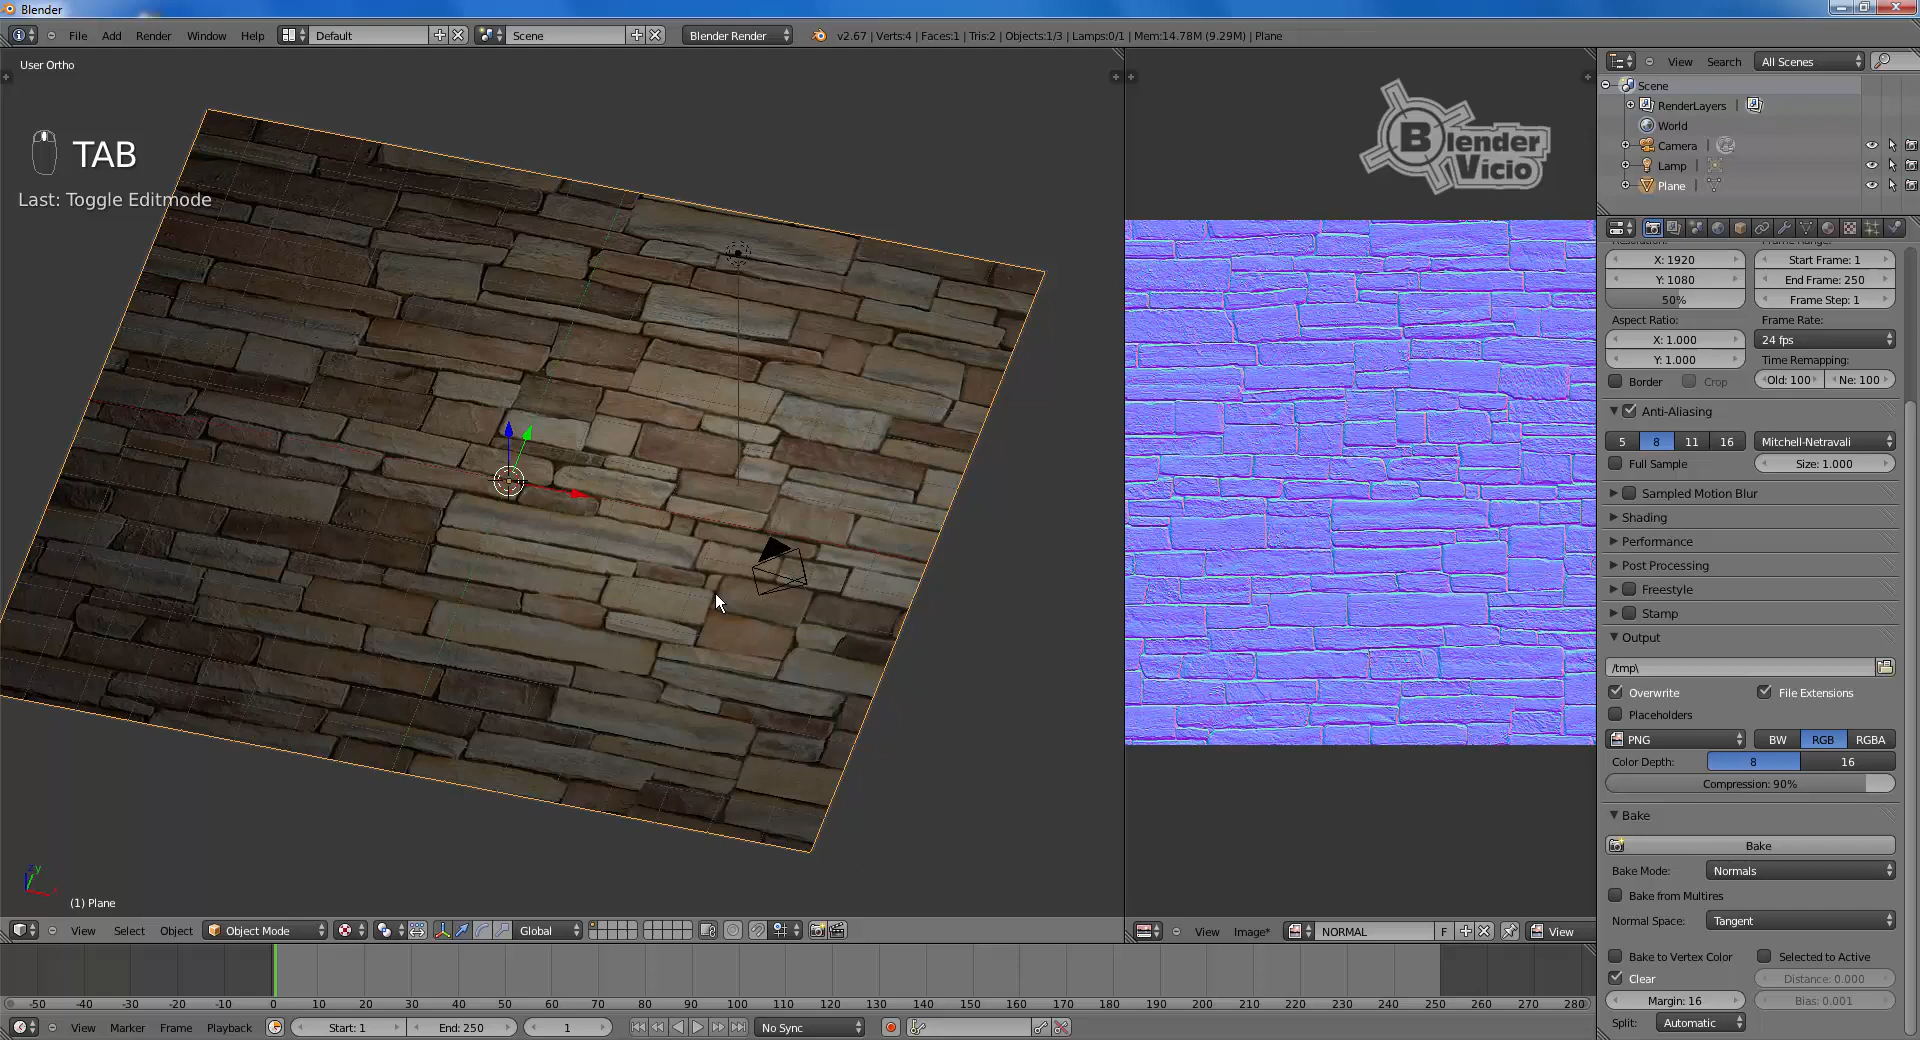 Blender
File Add Render Window Help Default Scene Blender Render v2.67 | Verts:4 | Faces:1 | Tris:2 | Objects:1/3 | Lamps:0/1 | Mem:14.78M (9.29M) | Plane
User Ortho
TAB
Last: Toggle Editmode
(1) Plane
View Select Object Object Mode Global
Blender
Vicio
View Image* NORMAL F View
View Search All Scenes
Scene
RenderLayers |
World
Camera |
Lamp |
Plane |
Resolution: Frame Range:
X: 1920 Start Frame: 1
Y: 1080 End Frame: 250
50% Frame Step: 1
Aspect Ratio: Frame Rate:
X: 1.000 24 fps
Y: 1.000 Time Remapping:
Border Crop Old: 100 Ne: 100
Anti-Aliasing
5 8 11 16 Mitchell-Netravali
Full Sample Size: 1.000
Sampled Motion Blur
Shading
Performance
Post Processing
Freestyle
Stamp
Output
/tmp\
Overwrite File Extensions
Placeholders
PNG BW RGB RGBA
Color Depth: 8 16
Compression: 90%
Bake
Bake
Bake Mode: Normals
Bake from Multires
Normal Space: Tangent
Bake to Vertex Color Selected to Active
Clear Distance: 0.000
Margin: 16 Bias: 0.001
Split: Automatic
-50 -40 -30 -20 -10 0 10 20 30 40 50 60 70 80 90 100 110 120 130 140 150 160 170 180 190 200 210 220 230 240 250 260 270 280
View Marker Frame Playback Start: 1 End: 250 1 No Sync